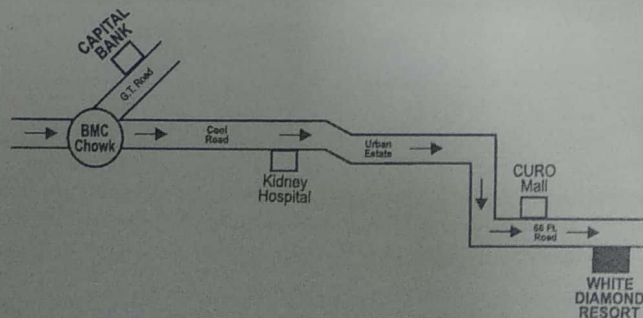 CAPITAL
BANK
G.T. Road
BMC
Chowk
Cool
Road
Kidney
Hospital
Urban
Estate
CURO
Mall
66 Ft.
Road
WHITE
DIAMOND
RESORT